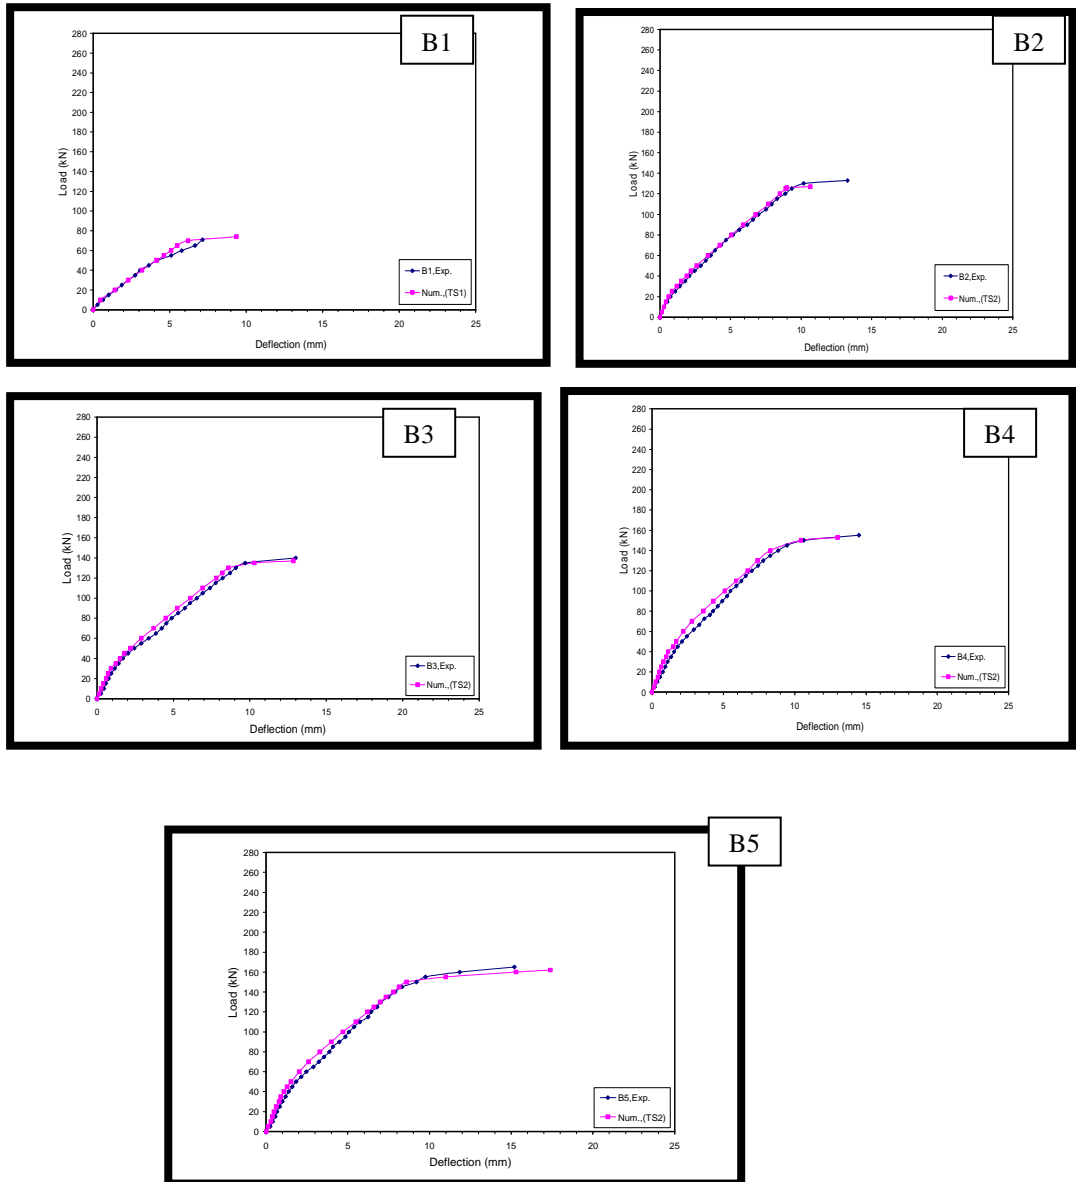 B1
280
260
240
220
200
180
160
140
120
100
80
60
40
20
0
Load (kN)
0 5 10 15 20 25
Deflection (mm)
B1,Exp.
Num.,(TS1)
B2
280
260
240
220
200
180
160
140
120
100
80
60
40
20
0
Load (kN)
0 5 10 15 20 25
Deflection (mm)
B2,Exp.
Num.,(TS2)
B3
280
260
240
220
200
180
160
140
120
100
80
60
40
20
0
Load (kN)
0 5 10 15 20 25
Deflection (mm)
B3,Exp.
Num.,(TS2)
B4
280
260
240
220
200
180
160
140
120
100
80
60
40
20
0
Load (kN)
0 5 10 15 20 25
Deflection (mm)
B4,Exp.
Num.,(TS2)
B5
280
260
240
220
200
180
160
140
120
100
80
60
40
20
0
Load (kN)
0 5 10 15 20 25
Deflection (mm)
B5,Exp.
Num.,(TS2)